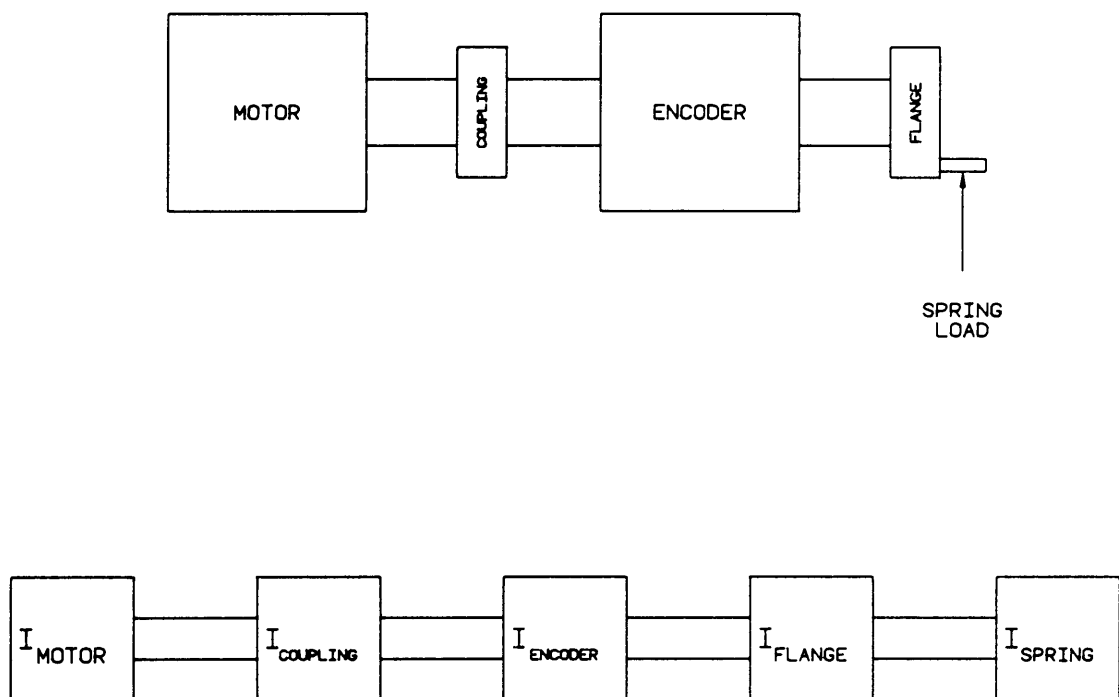 MOTOR
COUPLING
ENCODER
FLANGE
SPRING
LOAD
I MOTOR
I COUPLING
I ENCODER
I FLANGE
I SPRING